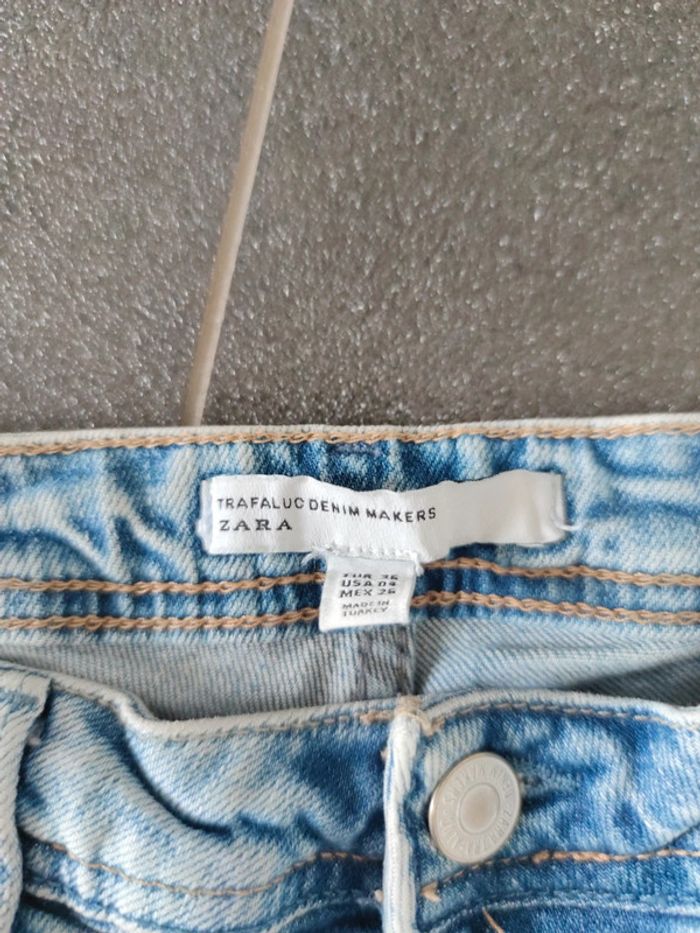 TRAFALUC DENIM MAKERS
ZARA
EUR 36
USA 04
MEX 26
MADE IN
TURKEY